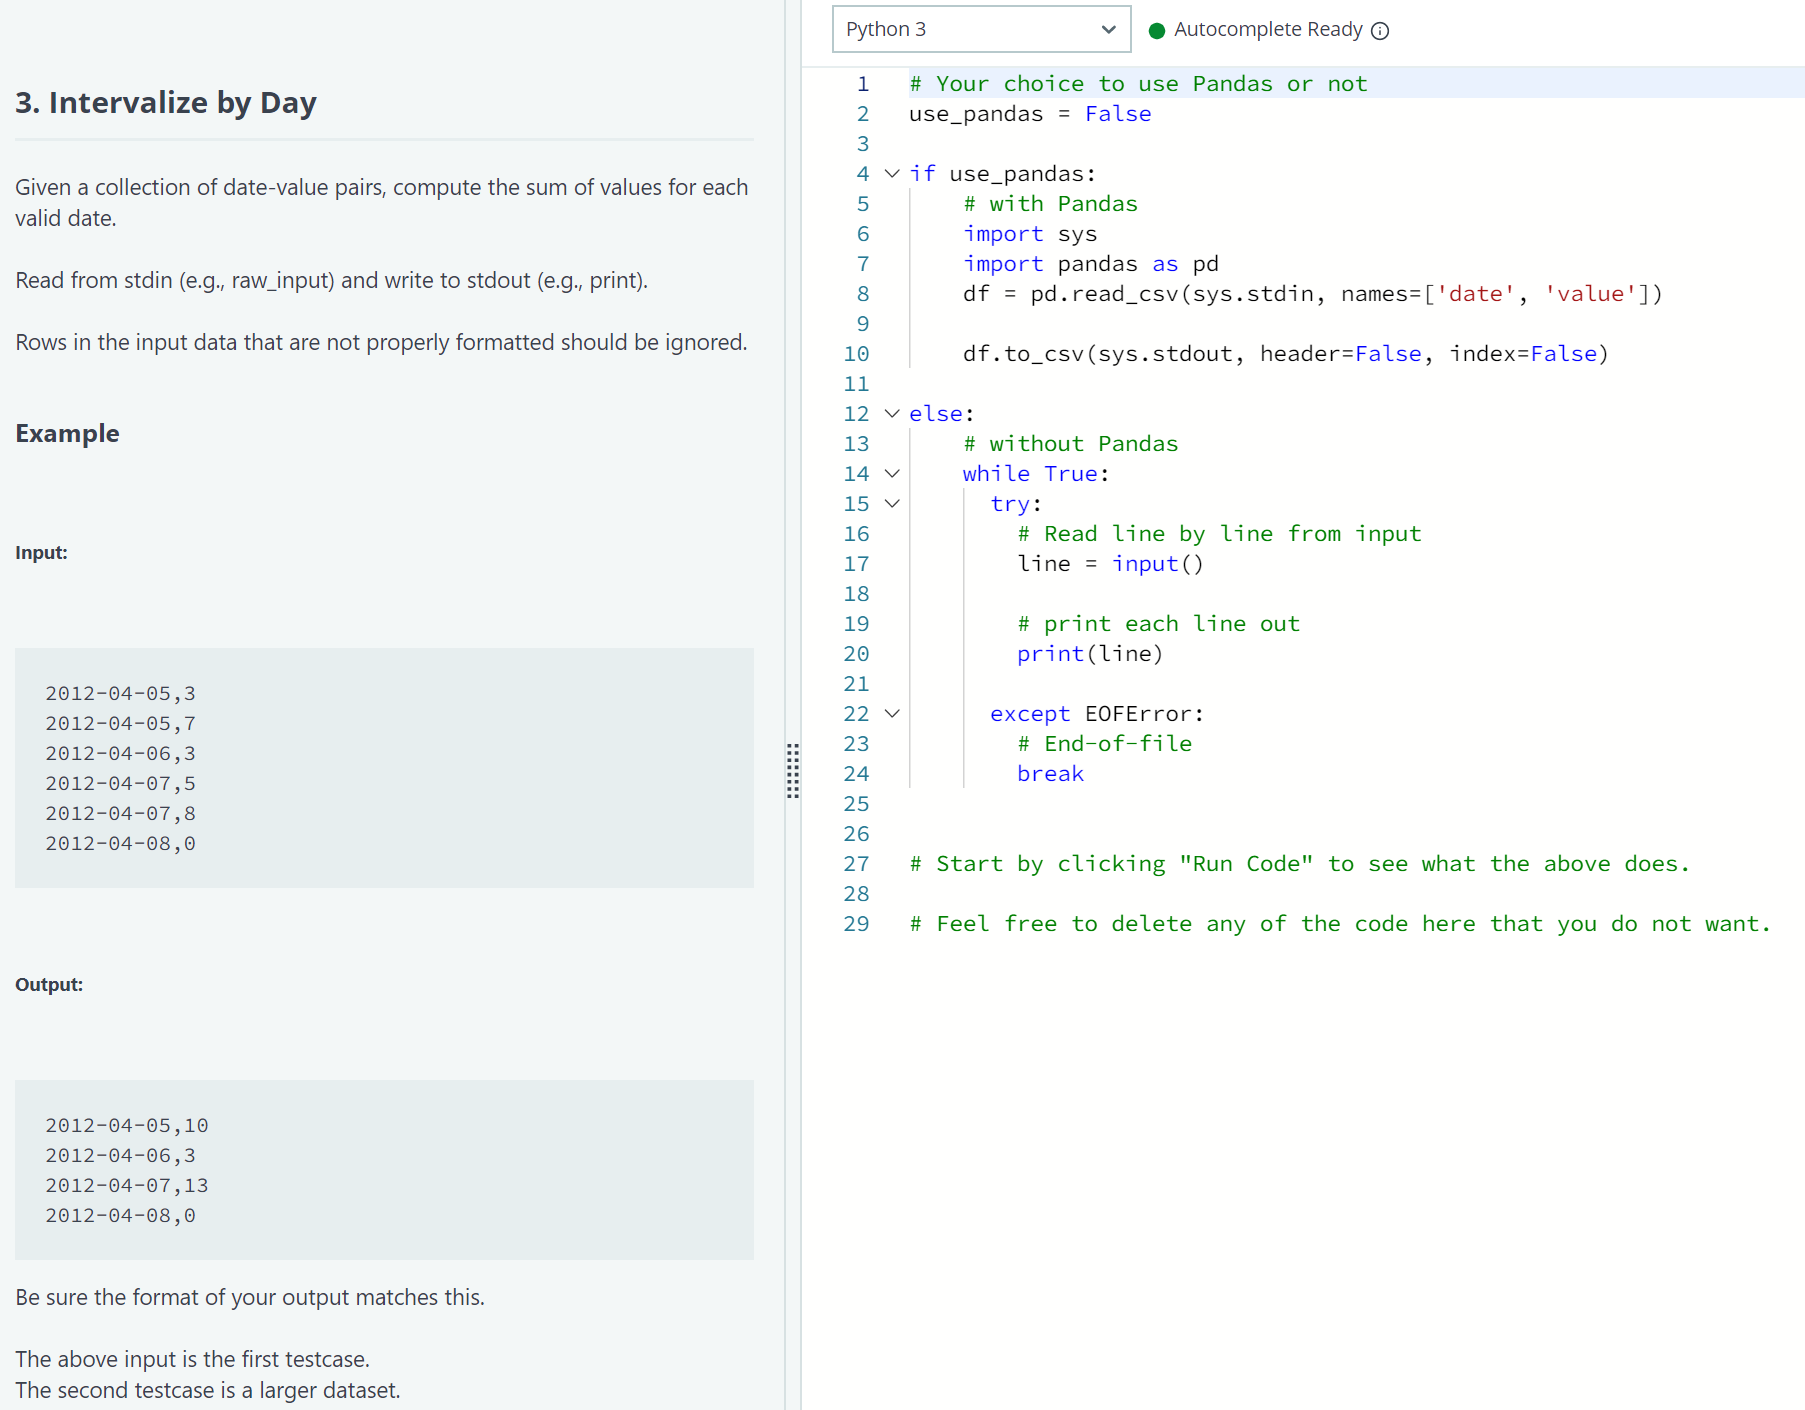 3. Intervalize by Day
Given a collection of date-value pairs, compute the sum of values for each
valid date.
Read from stdin (e.g., raw_input) and write to stdout (e.g., print).
Rows in the input data that are not properly formatted should be ignored.
Example
Input:
2012-04-05,3
2012-04-05,7
2012-04-06,3
2012-04-07,5
2012-04-07,8
2012-04-08,0
Output:
2012-04-05,10
2012-04-06,3
2012-04-07,13
2012-04-08,0
Be sure the format of your output matches this.
The above input is the first testcase.
The second testcase is a larger dataset.
Python 3
Autocomplete Ready
1 # Your choice to use Pandas or not
2 use_pandas = False
3
4 if use_pandas:
5     # with Pandas
6     import sys
7     import pandas as pd
8     df = pd.read_csv(sys.stdin, names=['date', 'value'])
9
10     df.to_csv(sys.stdout, header=False, index=False)
11
12 else:
13     # without Pandas
14     while True:
15       try:
16         # Read line by line from input
17         line = input()
18
19         # print each line out
20         print(line)
21
22       except EOFError:
23         # End-of-file
24         break
25
26
27 # Start by clicking "Run Code" to see what the above does.
28
29 # Feel free to delete any of the code here that you do not want.